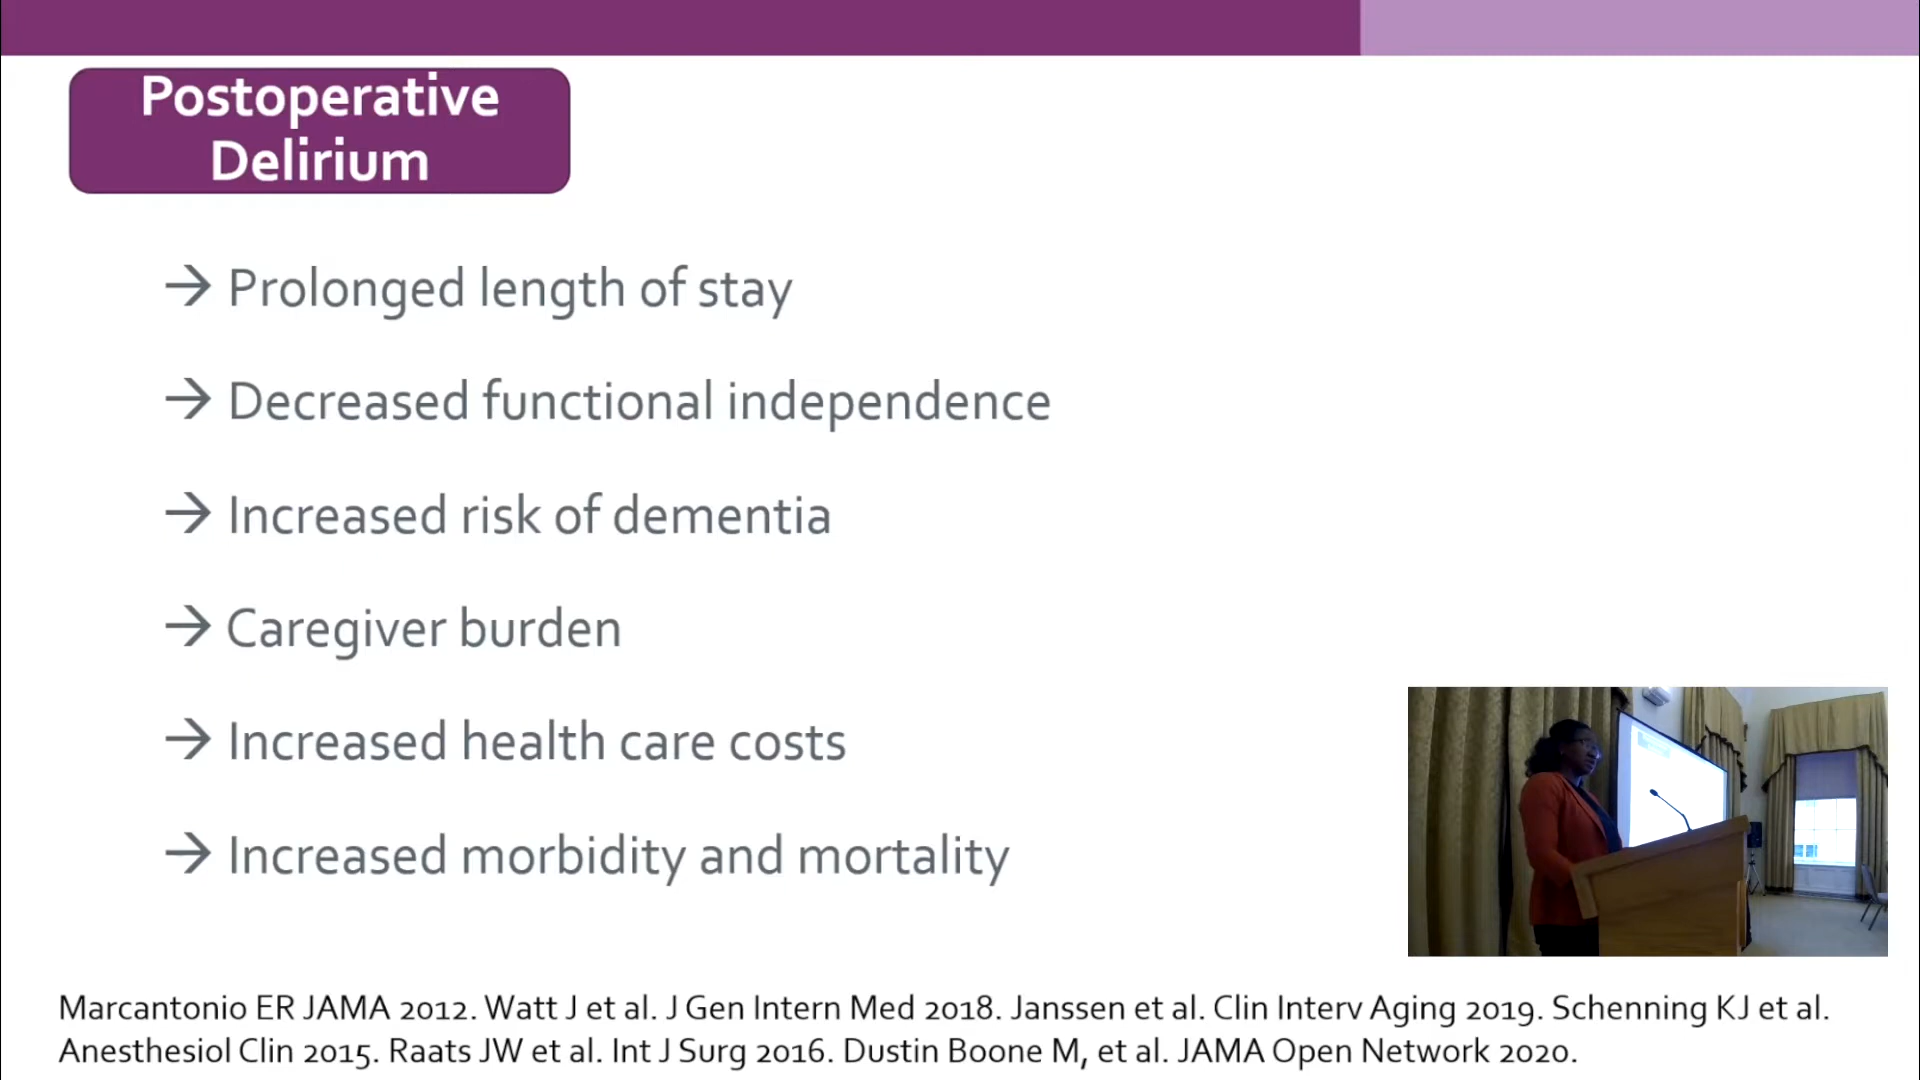 Postoperative
Delirium
→ Prolonged length of stay
→ Decreased functional independence
→ Increased risk of dementia
→ Caregiver burden
→ Increased health care costs
→ Increased morbidity and mortality
Marcantonio ER JAMA 2012. Watt J et al. J Gen Intern Med 2018. Janssen et al. Clin Interv Aging 2019. Schenning KJ et al.
Anesthesiol Clin 2015. Raats JW et al. Int J Surg 2016. Dustin Boone M, et al. JAMA Open Network 2020.